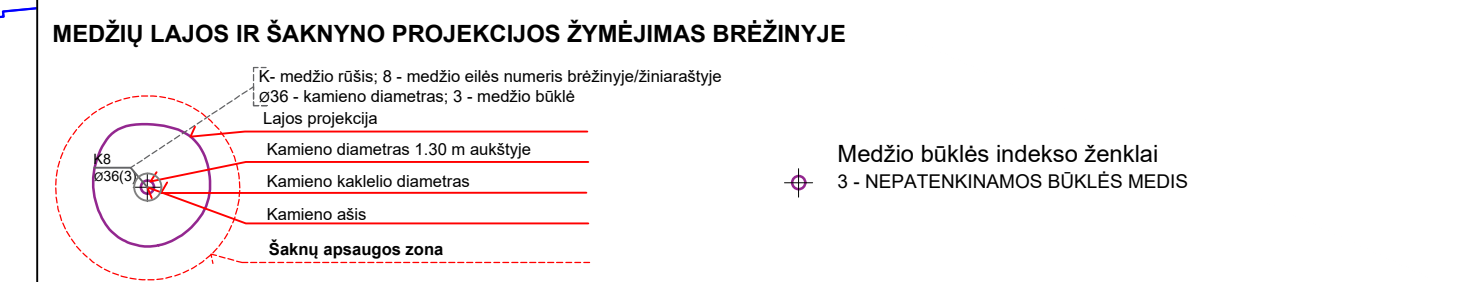 MEDŽIŲ LAJOS IR ŠAKNYNO PROJEKCIJOS ŽYMĖJIMAS BRĖŽINYJE
K- medžio rūšis; 8 - medžio eilės numeris brėžinyje/žiniaraštyje
Ø36 - kamieno diametras; 3 - medžio būklė
Lajos projekcija
Kamieno diametras 1.30 m aukštyje
Kamieno kaklelio diametras
Kamieno ašis
Šaknų apsaugos zona
K8
Ø36(3)
Medžio būklės indekso ženklai
3 - NEPATENKINAMOS BŪKLĖS MEDIS